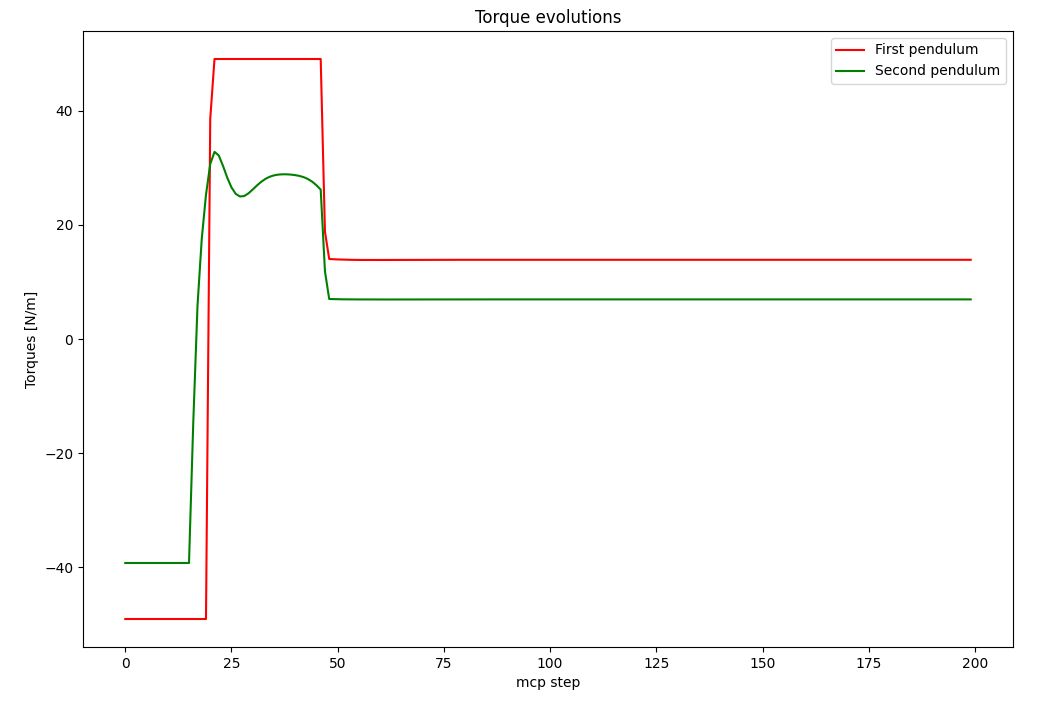 Torque evolutions
First pendulum
Second pendulum
Torques [N/m]
40
20
0
−20
−40
0 25 50 75 100 125 150 175 200
mcp step